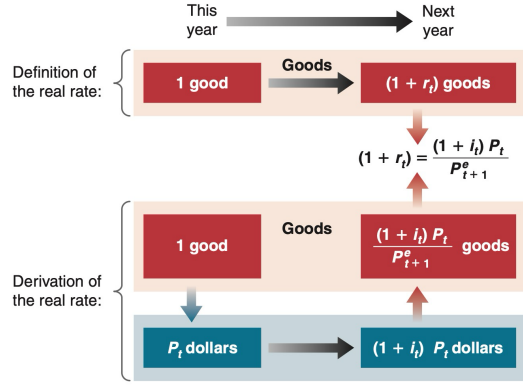 This
year
Next
year
Definition of
the real rate:
Goods
1 good
(1 + r_t) goods
(1 + r_t) = (1 + i_t) P_t / P^e_{t+1}
Derivation of
the real rate:
1 good
Goods
(1 + i_t) P_t / P^e_{t+1} goods
P_t dollars
(1 + i_t) P_t dollars